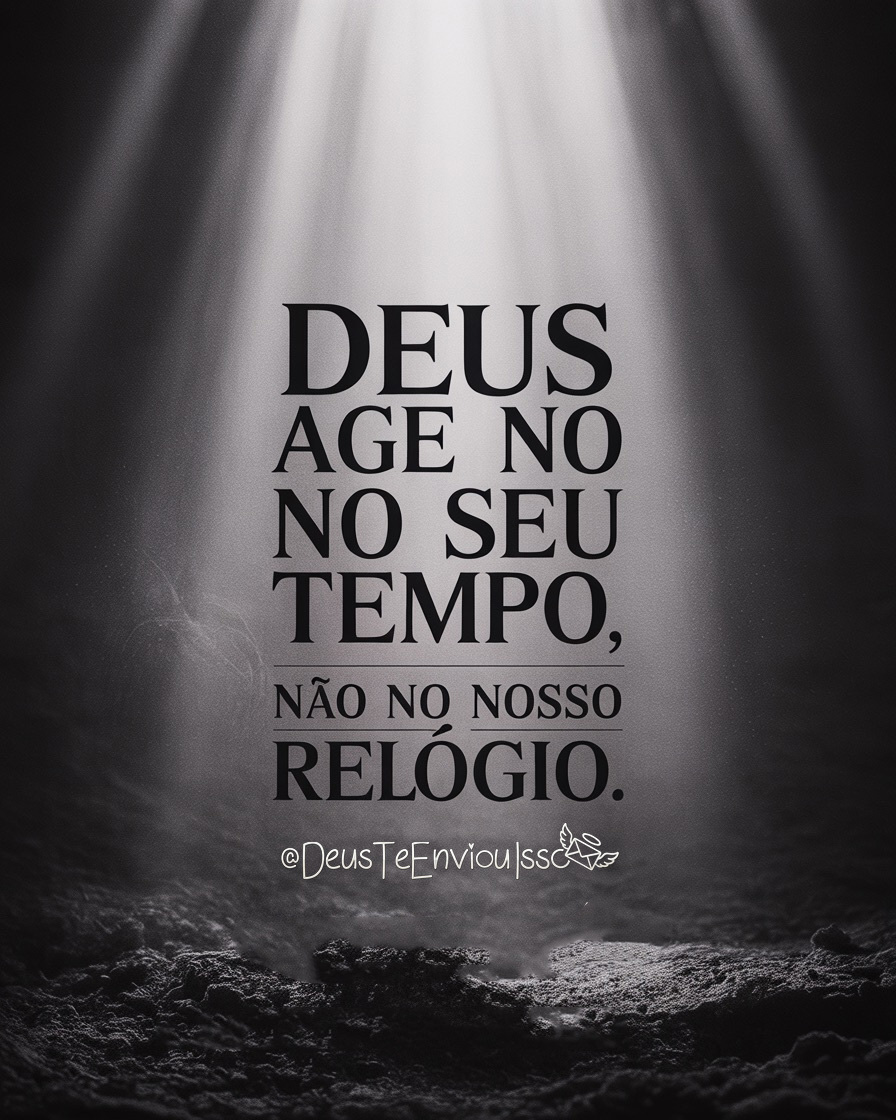 DEUS
AGE NO
NO SEU
TEMPO,
NÃO NO NOSSO
RELÓGIO.
@DeusTeEnviouIsso